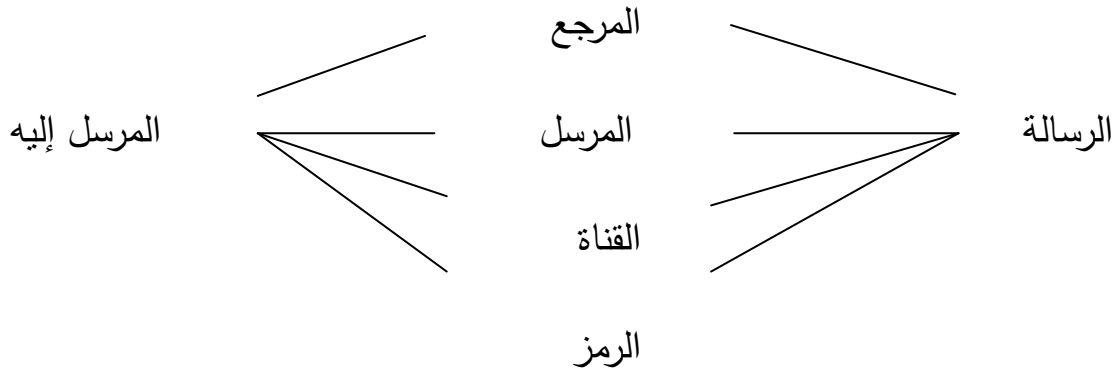 المرجع
الرسالة المرسل المرسل إليه
القناة
الرمز